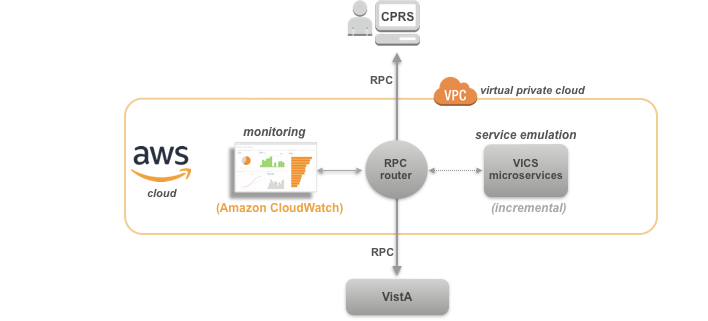 CPRS
RPC
VPC
virtual private cloud
aws
cloud
monitoring
(Amazon CloudWatch)
RPC
router
service emulation
VICS
microservices
(incremental)
RPC
VistA